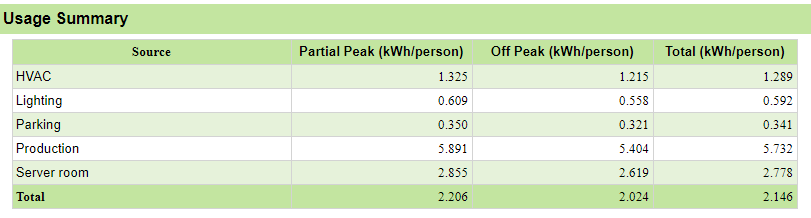 Usage Summary
Source Partial Peak (kWh/person) Off Peak (kWh/person) Total (kWh/person)
HVAC 1.325 1.215 1.289
Lighting 0.609 0.558 0.592
Parking 0.350 0.321 0.341
Production 5.891 5.404 5.732
Server room 2.855 2.619 2.778
Total 2.206 2.024 2.146